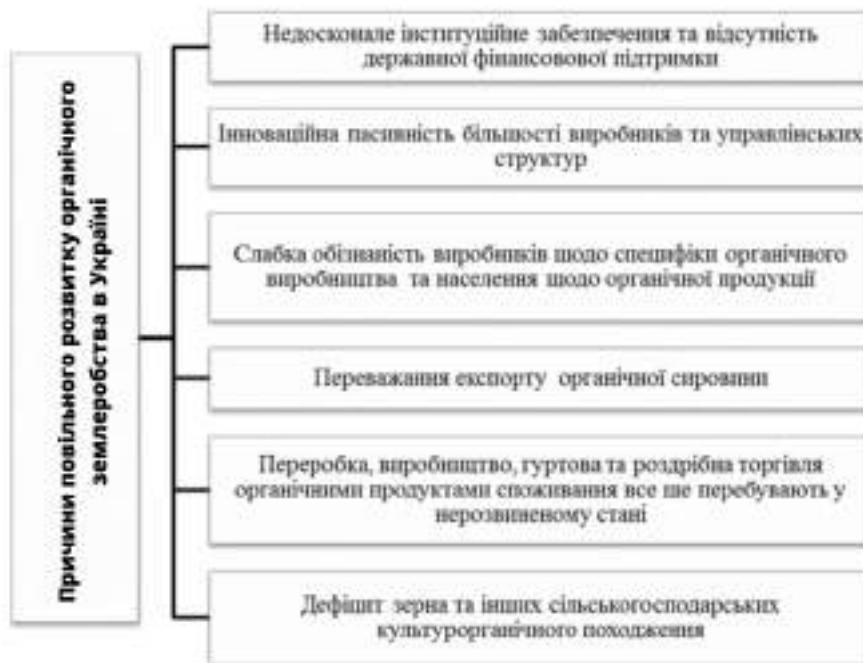 Причини повільного розвитку органічного
землеробства в Україні
Недосконале інституційне забезпечення та відсутність
державної фінансовової підтримки
Інноваційна пасивність більшості виробників та управлінських
структур
Слабка обізнаність виробників щодо специфіки органічного
виробництва та населення щодо органічної продукції
Переважання експорту органічної сировини
Переробка, виробництво, гуртова та роздрібна торгівля
органічними продуктами споживання все ще перебувають у
нерозвиненому стані
Дефіцит зерна та інших сільськогосподарських
культурорганічного походження